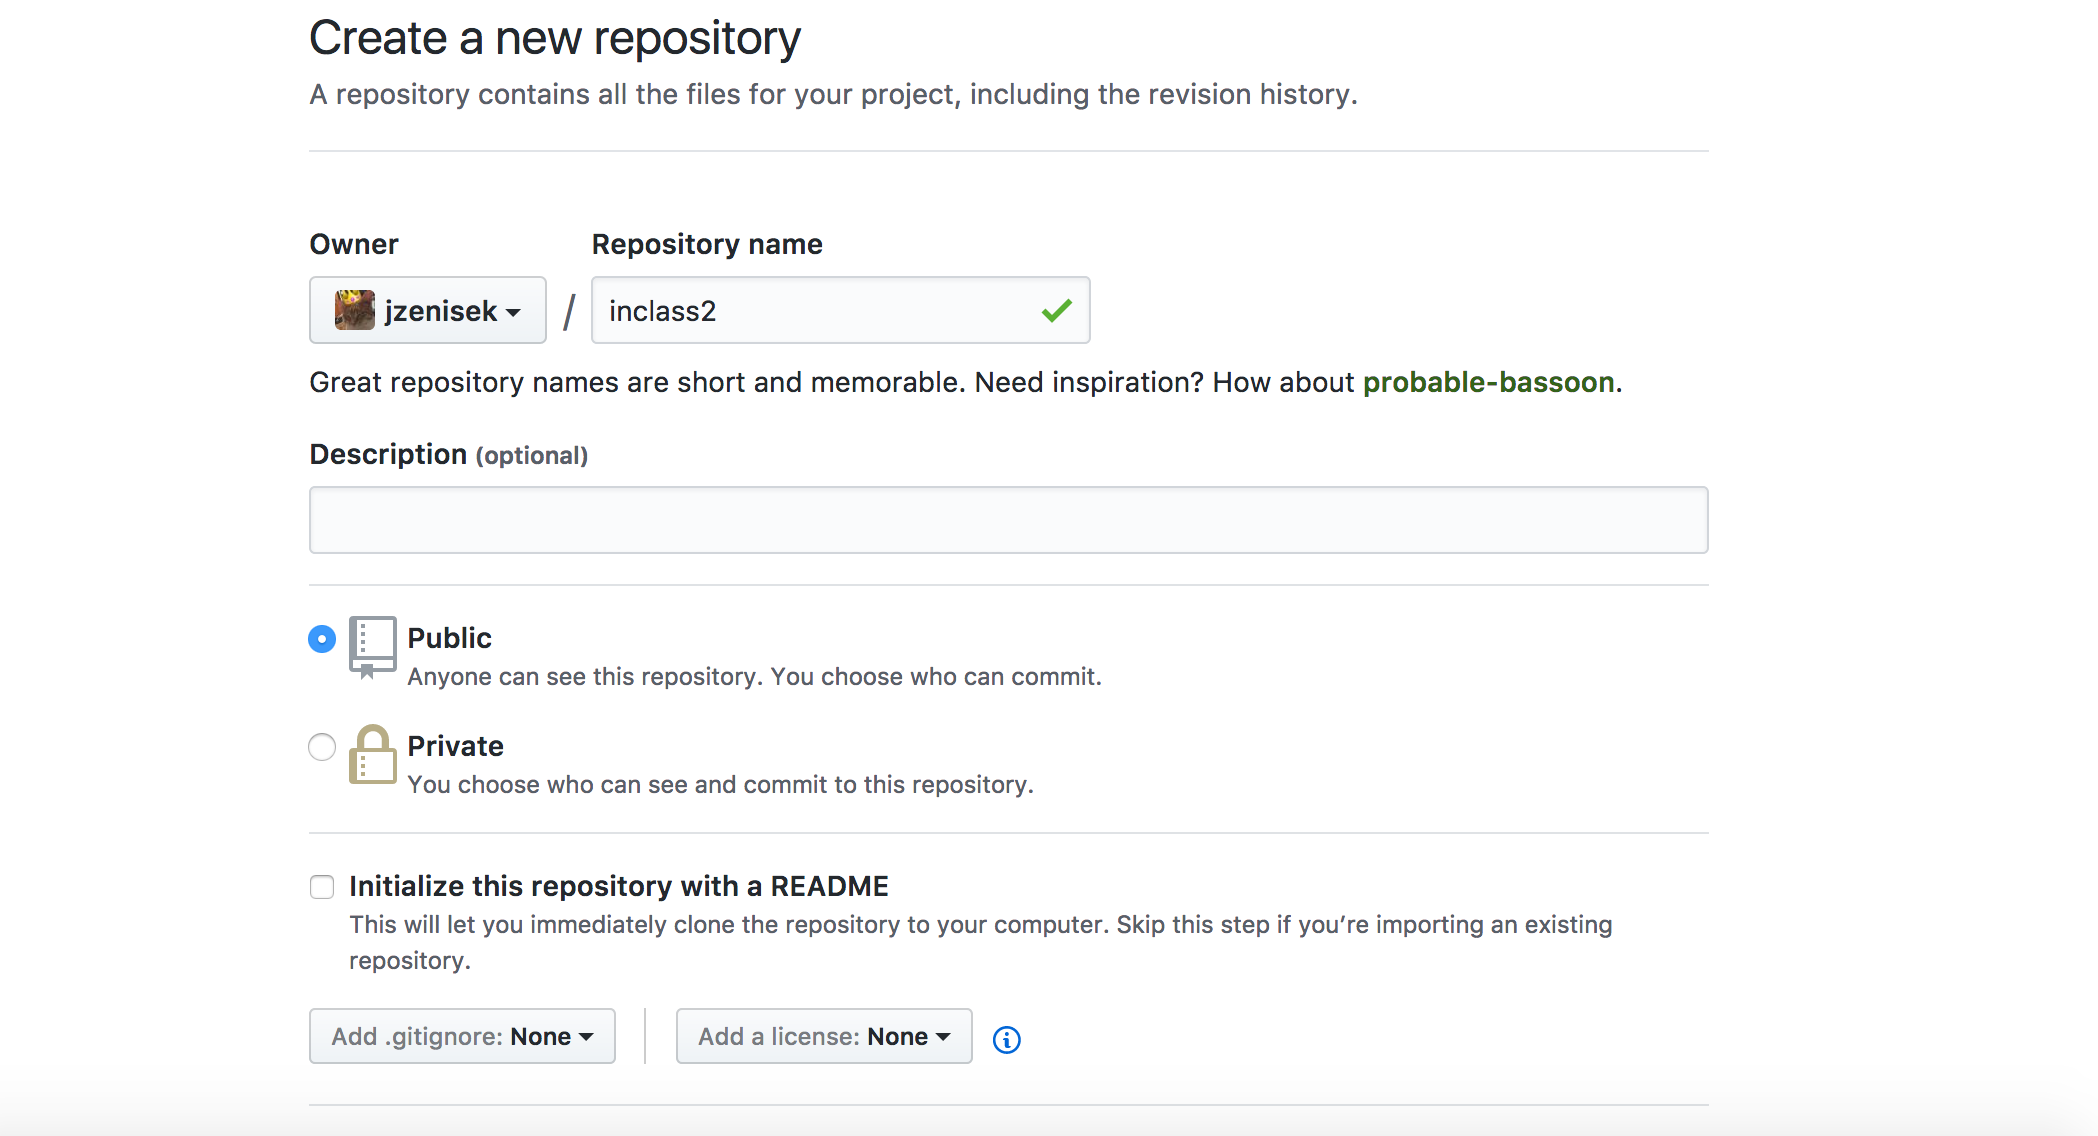 Create a new repository
A repository contains all the files for your project, including the revision history.
Owner
Repository name
jzenisek
/
inclass2
Great repository names are short and memorable. Need inspiration? How about probable-bassoon.
Description (optional)
Public
Anyone can see this repository. You choose who can commit.
Private
You choose who can see and commit to this repository.
Initialize this repository with a README
This will let you immediately clone the repository to your computer. Skip this step if you’re importing an existing
repository.
Add .gitignore: None
Add a license: None